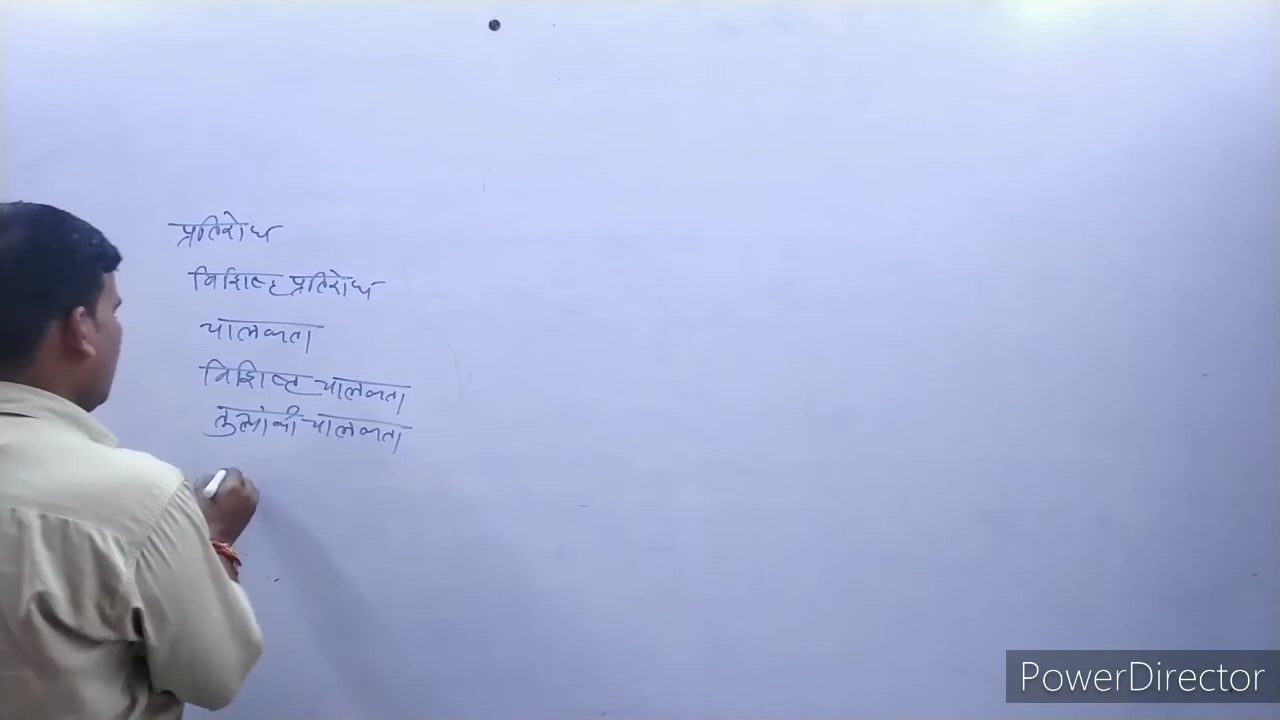 प्रतिरोध
विशिष्ट प्रतिरोध
चालकता
विशिष्ट चालकता
तुल्यांकी चालकता
PowerDirector